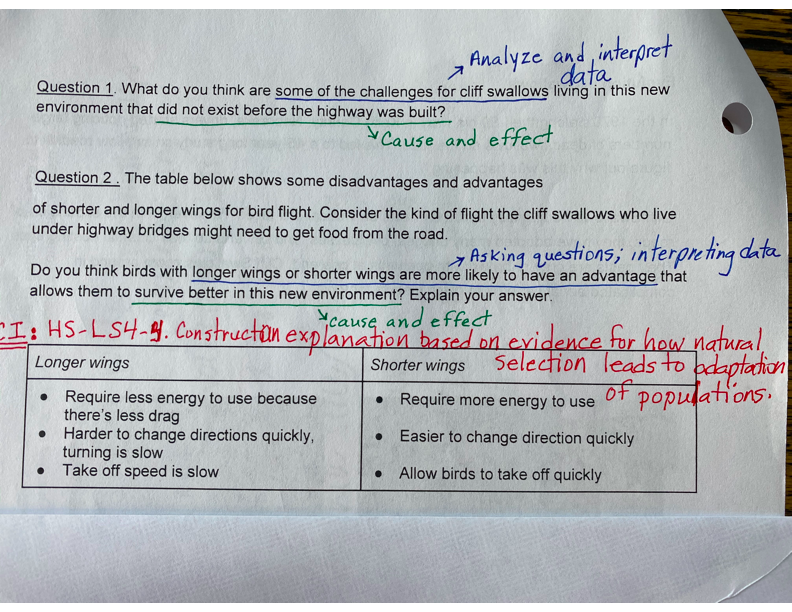 Analyze and interpret
data
Question 1. What do you think are some of the challenges for cliff swallows living in this new
environment that did not exist before the highway was built?
Cause and effect
Question 2 . The table below shows some disadvantages and advantages
of shorter and longer wings for bird flight. Consider the kind of flight the cliff swallows who live
under highway bridges might need to get food from the road.
Asking questions; interpreting data
Do you think birds with longer wings or shorter wings are more likely to have an advantage that
allows them to survive better in this new environment? Explain your answer.
cause and effect
CI: HS-LS4-4. Construct an explanation based on evidence for how natural
selection leads to adaptation
of populations.
Longer wings
Shorter wings
• Require less energy to use because
there's less drag
• Harder to change directions quickly,
turning is slow
• Take off speed is slow
• Require more energy to use
• Easier to change direction quickly
• Allow birds to take off quickly